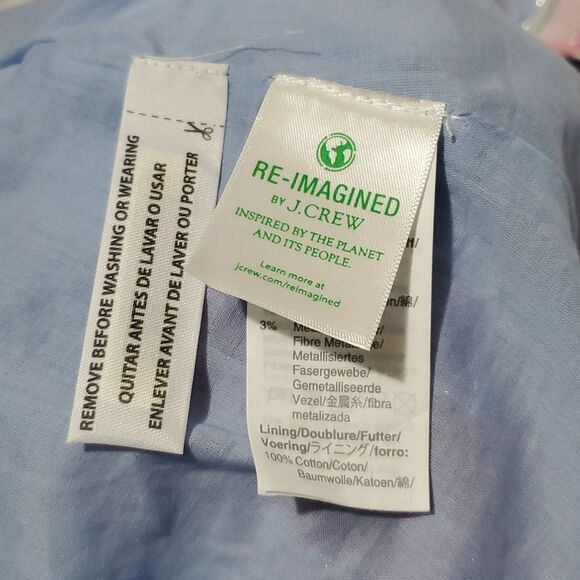 REMOVE BEFORE WASHING OR WEARING
QUITAR ANTES DE LAVAR O USAR
ENLEVER AVANT DE LAVER OU PORTER
RE-IMAGINED
BY J.CREW
INSPIRED BY THE PLANET
AND ITS PEOPLE.
Learn more at
jcrew.com/reimagined
3%
Fibre
Metallisiertes
Fasergewebe/
Gemetalliseerde
Vezel/金属糸/fibra
metalizada
Lining/Doublure/Futter/
Voering/ライニング/forro:
100% Cotton/Coton/
Baumwolle/Katoen/綿/